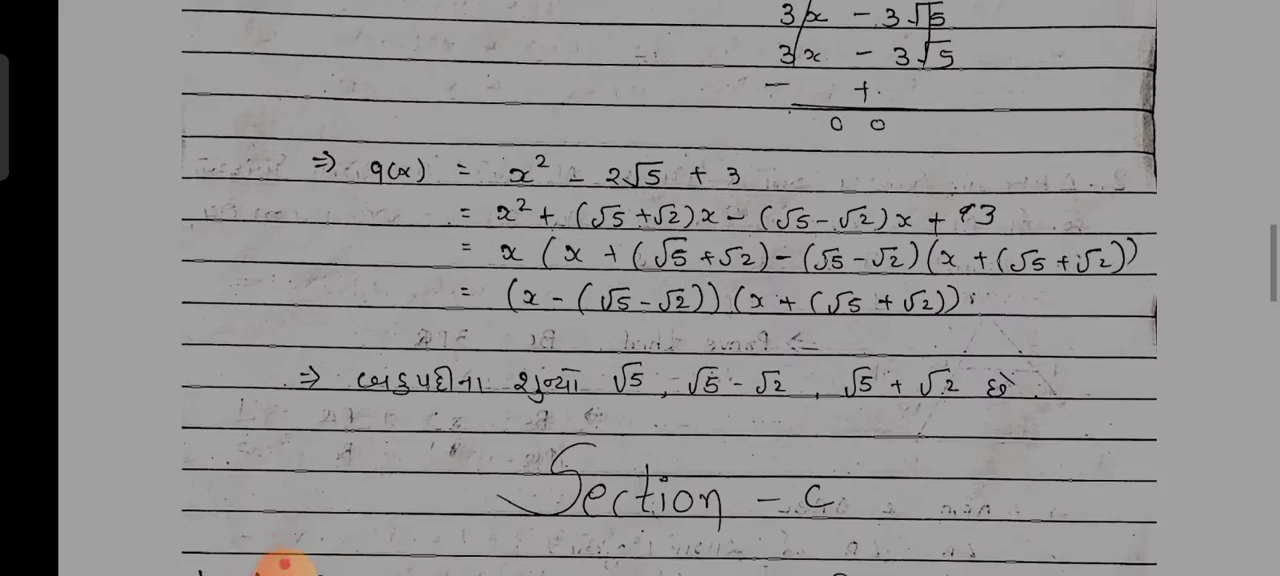 3x - 3√5
3x - 3√5
- +
0 0
⇒ q(x) = x² - 2√5 + 3
= x² + (√5 + √2)x - (√5 - √2)x + 3
= x (x + (√5 + √2) - (√5 - √2) (x + (√5 + √2))
= (x - (√5 - √2)) (x + (√5 + √2))
⇒ બહુપદીના શુન્યો √5, √5 - √2, √5 + √2 છે.
Section - C